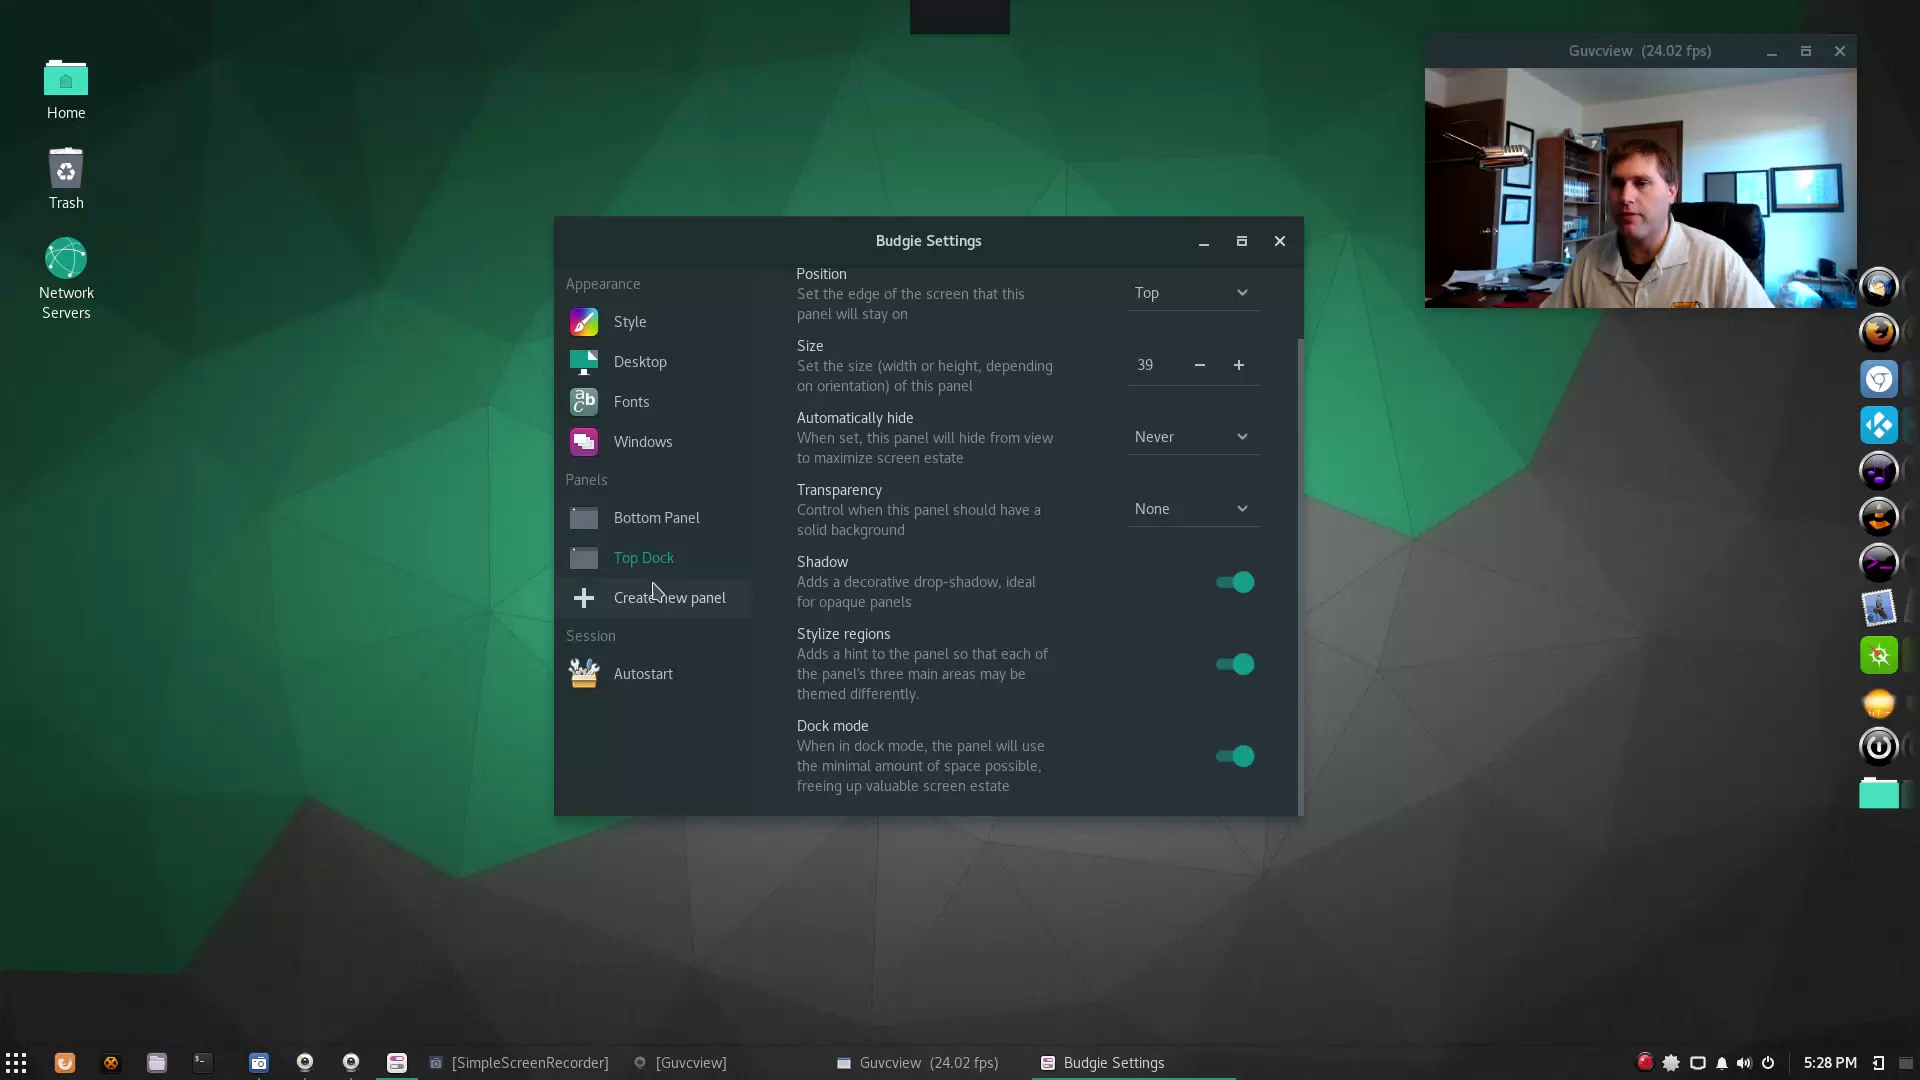 Guvcview (24.02 fps)
Home
Trash
Network
Servers
Budgie Settings
Appearance
Style
Desktop
Fonts
Windows
Panels
Bottom Panel
Top Dock
Create new panel
Session
Autostart
Position
Set the edge of the screen that this
panel will stay on
Top
Size
Set the size (width or height, depending
on orientation) of this panel
39
Automatically hide
When set, this panel will hide from view
to maximize screen estate
Never
Transparency
Control when this panel should have a
solid background
None
Shadow
Adds a decorative drop-shadow, ideal
for opaque panels
Stylize regions
Adds a hint to the panel so that each of
the panel's three main areas may be
themed differently.
Dock mode
When in dock mode, the panel will use
the minimal amount of space possible,
freeing up valuable screen estate
[SimpleScreenRecorder]
[Guvcview]
Guvcview (24.02 fps)
Budgie Settings
5:28 PM